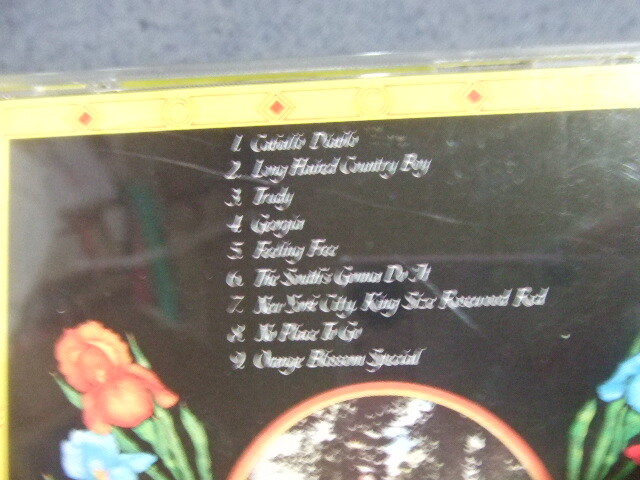 1. Caballo Diablo
2. Long Haired Country Boy
3. Trudy
4. Georgia
5. Feeling Free
6. The South's Gonna Do It
7. New York City, King Size Rosewood Bed
8. No Place To Go
9. Orange Blossom Special